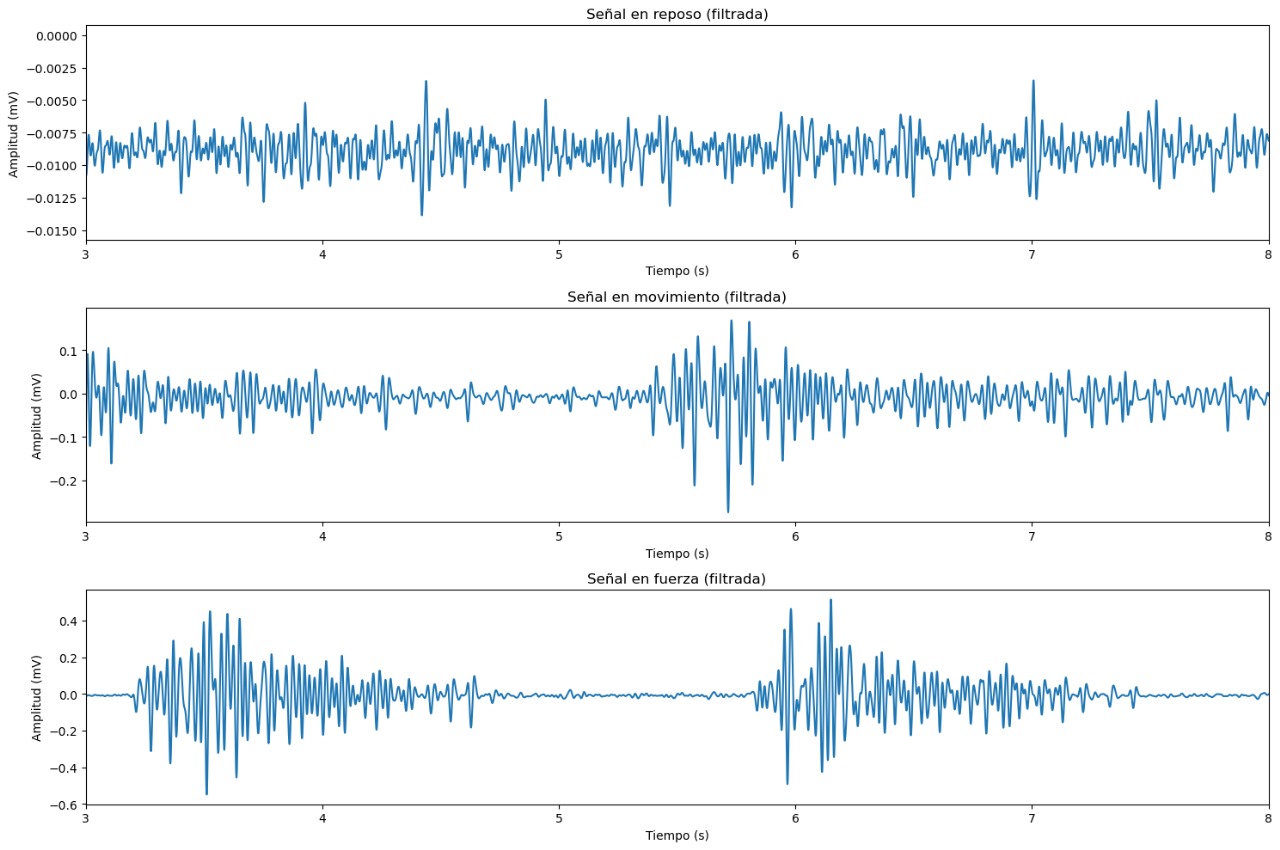 Señal en reposo (filtrada)
0.0000
−0.0025
−0.0050
−0.0075
−0.0100
−0.0125
−0.0150
Amplitud (mV)
3 4 5 6 7 8
Tiempo (s)
Señal en movimiento (filtrada)
0.1
0.0
−0.1
−0.2
Amplitud (mV)
3 4 5 6 7 8
Tiempo (s)
Señal en fuerza (filtrada)
0.4
0.2
0.0
−0.2
−0.4
−0.6
Amplitud (mV)
3 4 5 6 7 8
Tiempo (s)